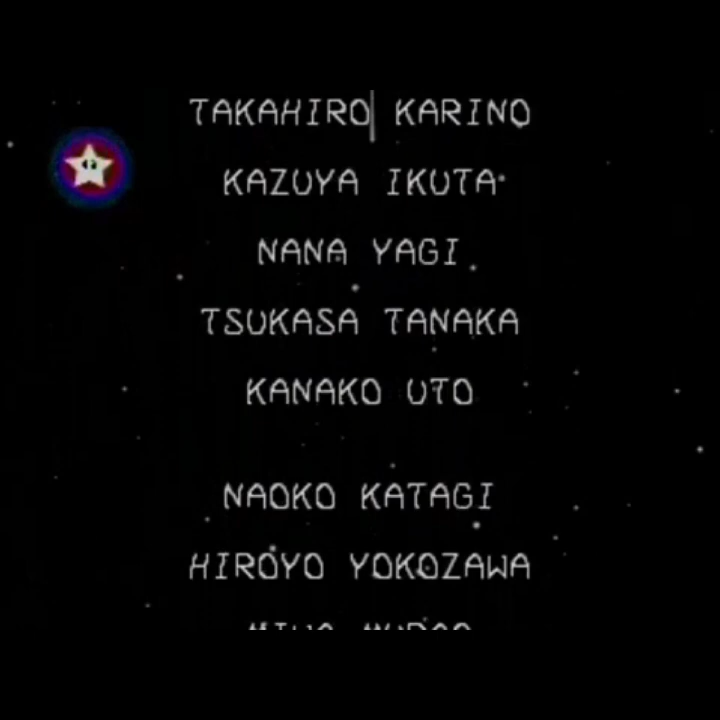 TAKAHIRO KARINO
KAZUYA IKUTA
NANA YAGI
TSUKASA TANAKA
KANAKO UTO
NAOKO KATAGI
HIROYO YOKOZAWA